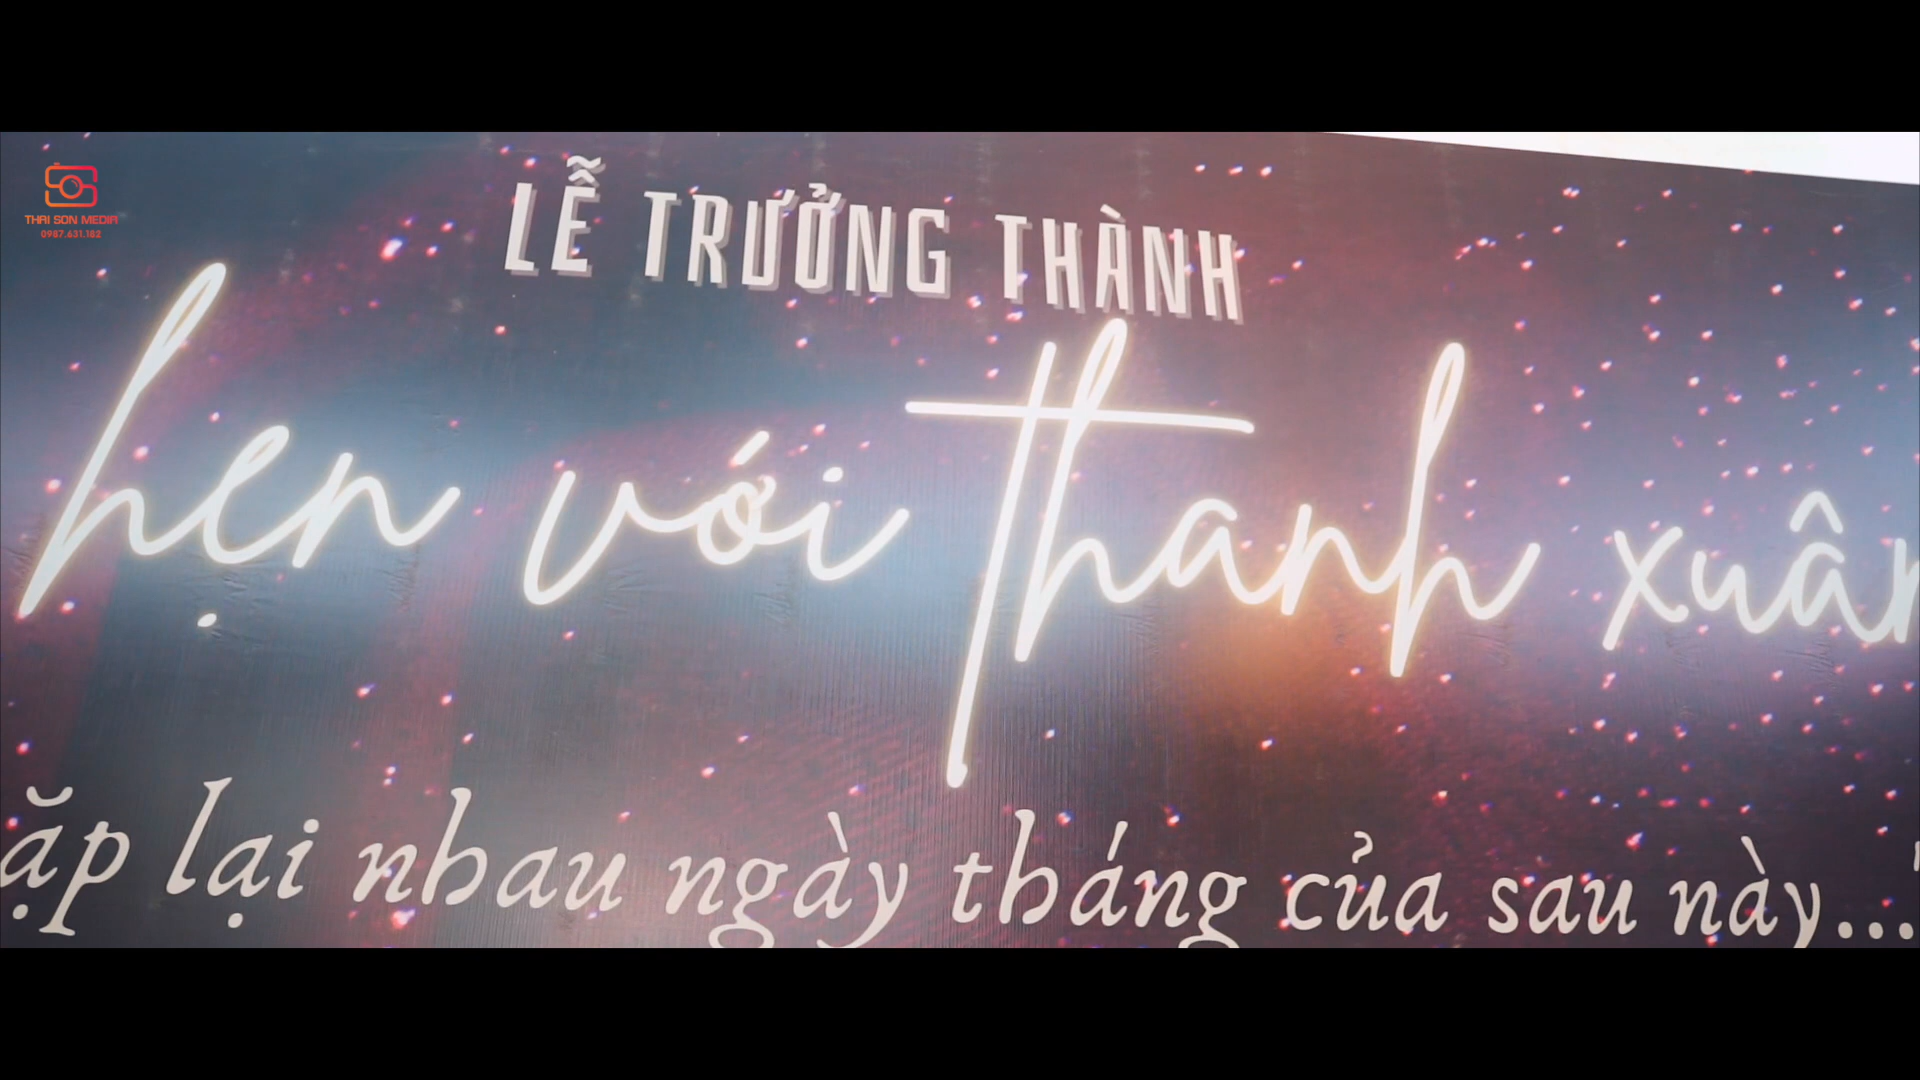 THAI SON MEDIA
0987.631.182
LỄ TRƯỞNG THÀNH
hẹn với thanh xuân
ặp lại nhau ngày tháng của sau này...